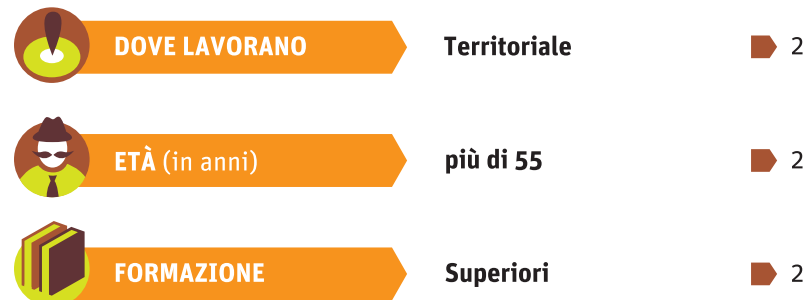 DOVE LAVORANO Territoriale 2
ETÀ (in anni) più di 55 2
FORMAZIONE Superiori 2